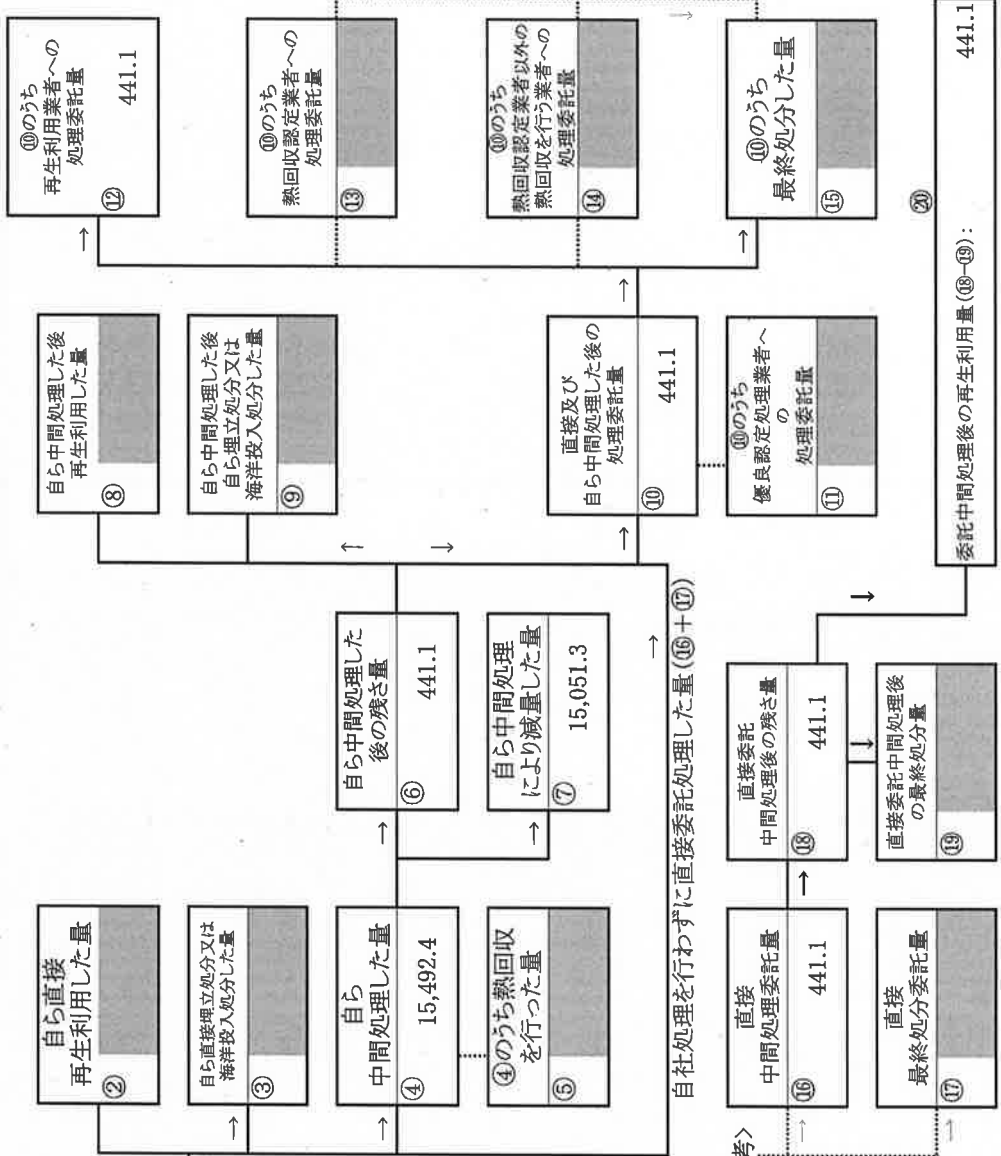 自ら直接
再生利用した量
②
自ら直接埋立処分又は
海洋投入処分した量
③
→
自ら
中間処理した量
④
15,492.4
→
④のうち熱回収
を行った量
⑤
自ら中間処理した
後の残さ量
⑥
441.1
→
自ら中間処理
により減量した量
⑦
15,051.3
→
自ら中間処理した後
再生利用した量
⑧
自ら中間処理した後
自ら埋立処分又は
海洋投入処分した量
⑨
↑
↓
直接及び
自ら中間処理した後の
処理委託量
⑩
441.1
→
⑩のうち
優良認定処理業者へ
の
処理委託量
⑪
→
⑩のうち
再生利用業者への
処理委託量
⑫
441.1
→
⑩のうち
熱回収認定業者への
処理委託量
⑬
⑩のうち
熱回収認定業者以外の
熱回収を行う業者への
処理委託量
⑭
↓
⑩のうち
最終処分した量
⑮
→
自社処理を行わずに直接委託処理した量(⑯+⑰)
→
考>
直接
中間処理委託量
⑯
441.1
→
直接
最終処分委託量
⑰
→
直接委託
中間処理後の残さ量
⑱
441.1
→
直接委託中間処理後
の最終処分量
⑲
↓
↓
⑳
委託中間処理後の再生利用量(⑱-⑲):
441.1